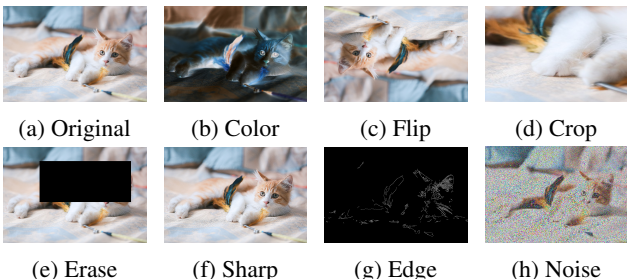 (a) Original (b) Color (c) Flip (d) Crop
(e) Erase (f) Sharp (g) Edge (h) Noise